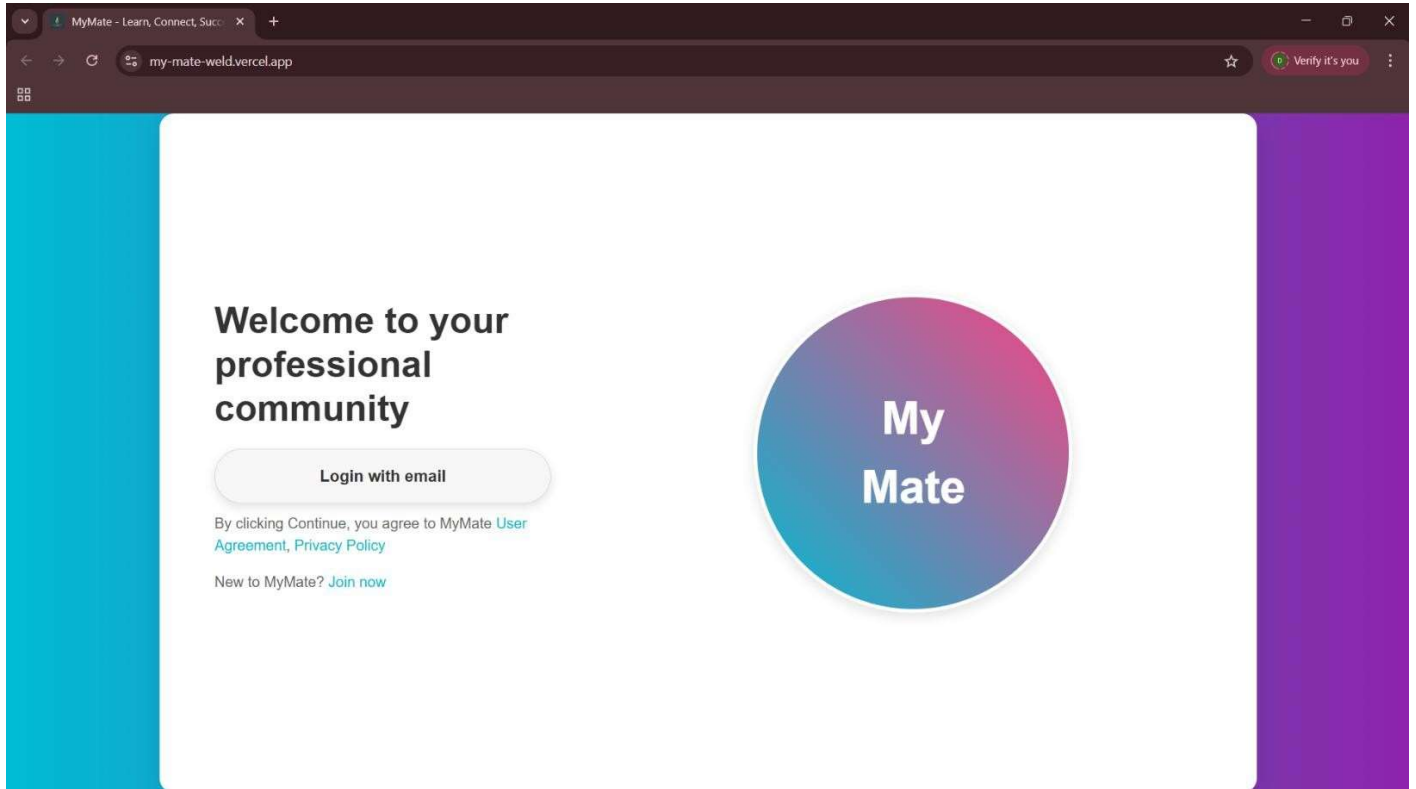 MyMate - Learn, Connect, Succ
my-mate-weld.vercel.app
D
Verify it's you
Welcome to your
professional
community
Login with email
By clicking Continue, you agree to MyMate User
Agreement, Privacy Policy
New to MyMate? Join now
My
Mate